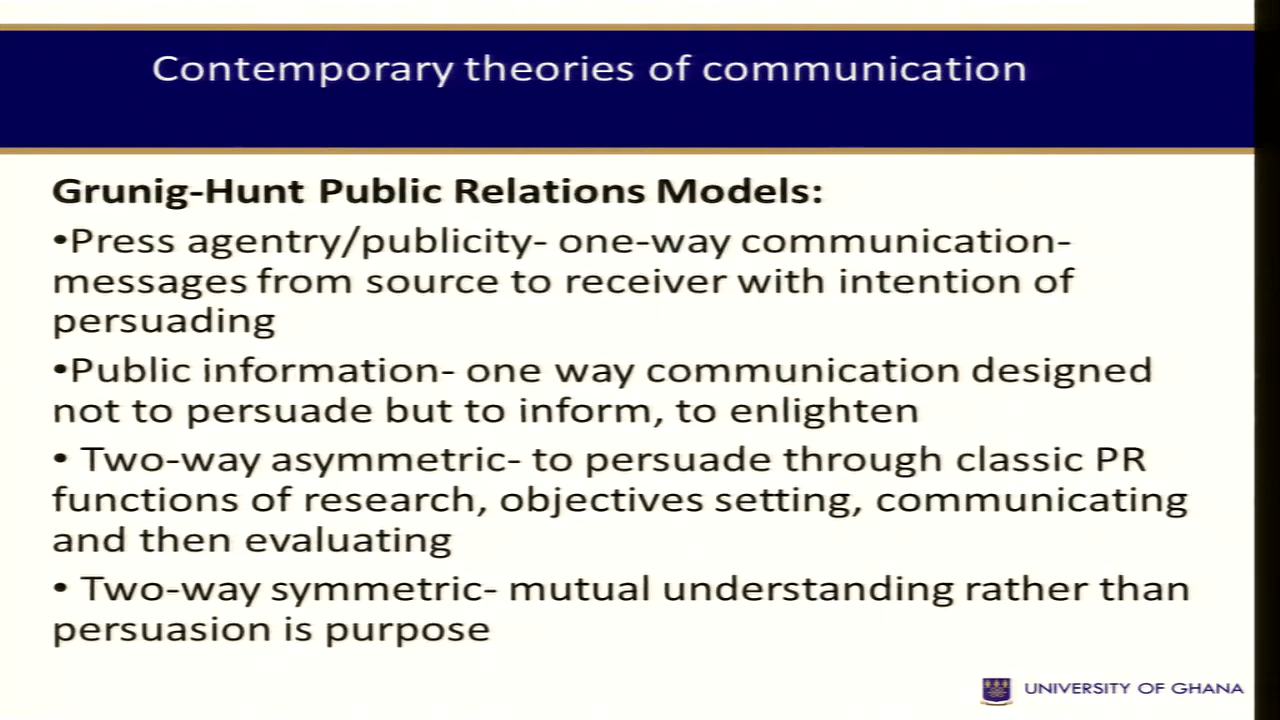 Contemporary theories of communication
Grunig-Hunt Public Relations Models:
•Press agentry/publicity- one-way communication-
messages from source to receiver with intention of
persuading
•Public information- one way communication designed
not to persuade but to inform, to enlighten
• Two-way asymmetric- to persuade through classic PR
functions of research, objectives setting, communicating
and then evaluating
• Two-way symmetric- mutual understanding rather than
persuasion is purpose
UNIVERSITY OF GHANA